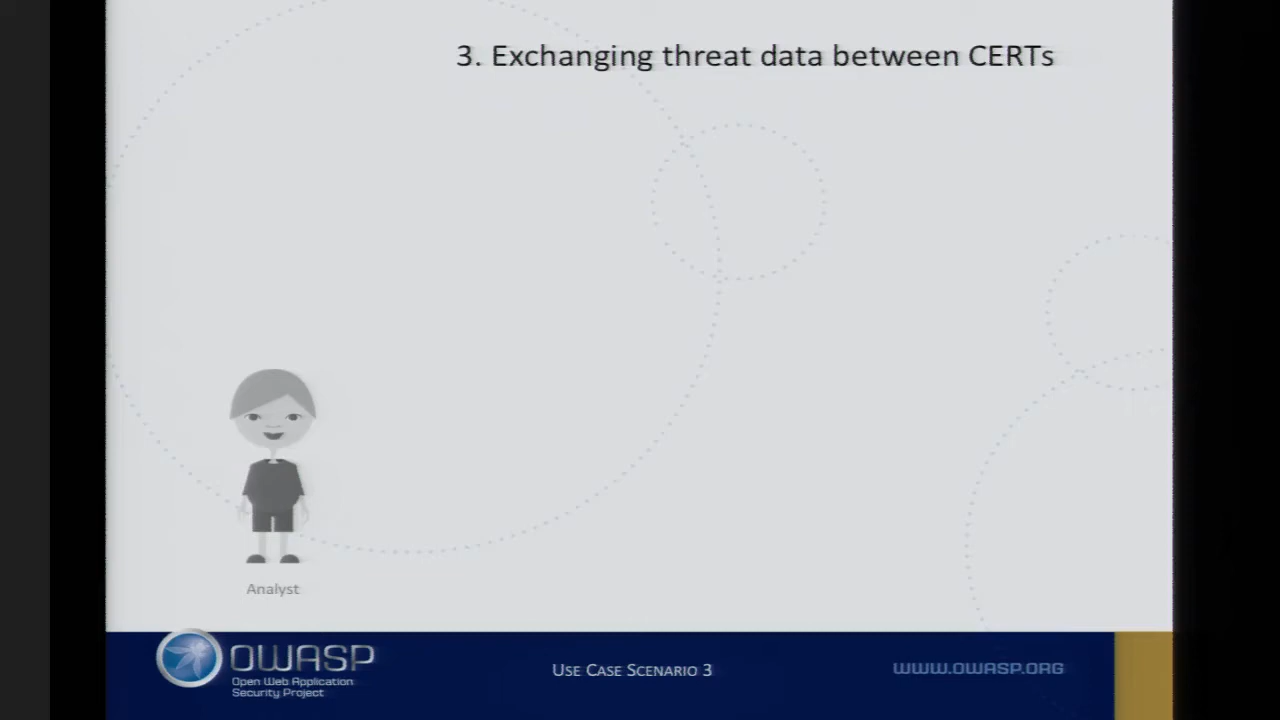 3. Exchanging threat data between CERTs
Analyst
OWASP
Open Web Application
Security Project
USE CASE SCENARIO 3
WWW.OWASP.ORG